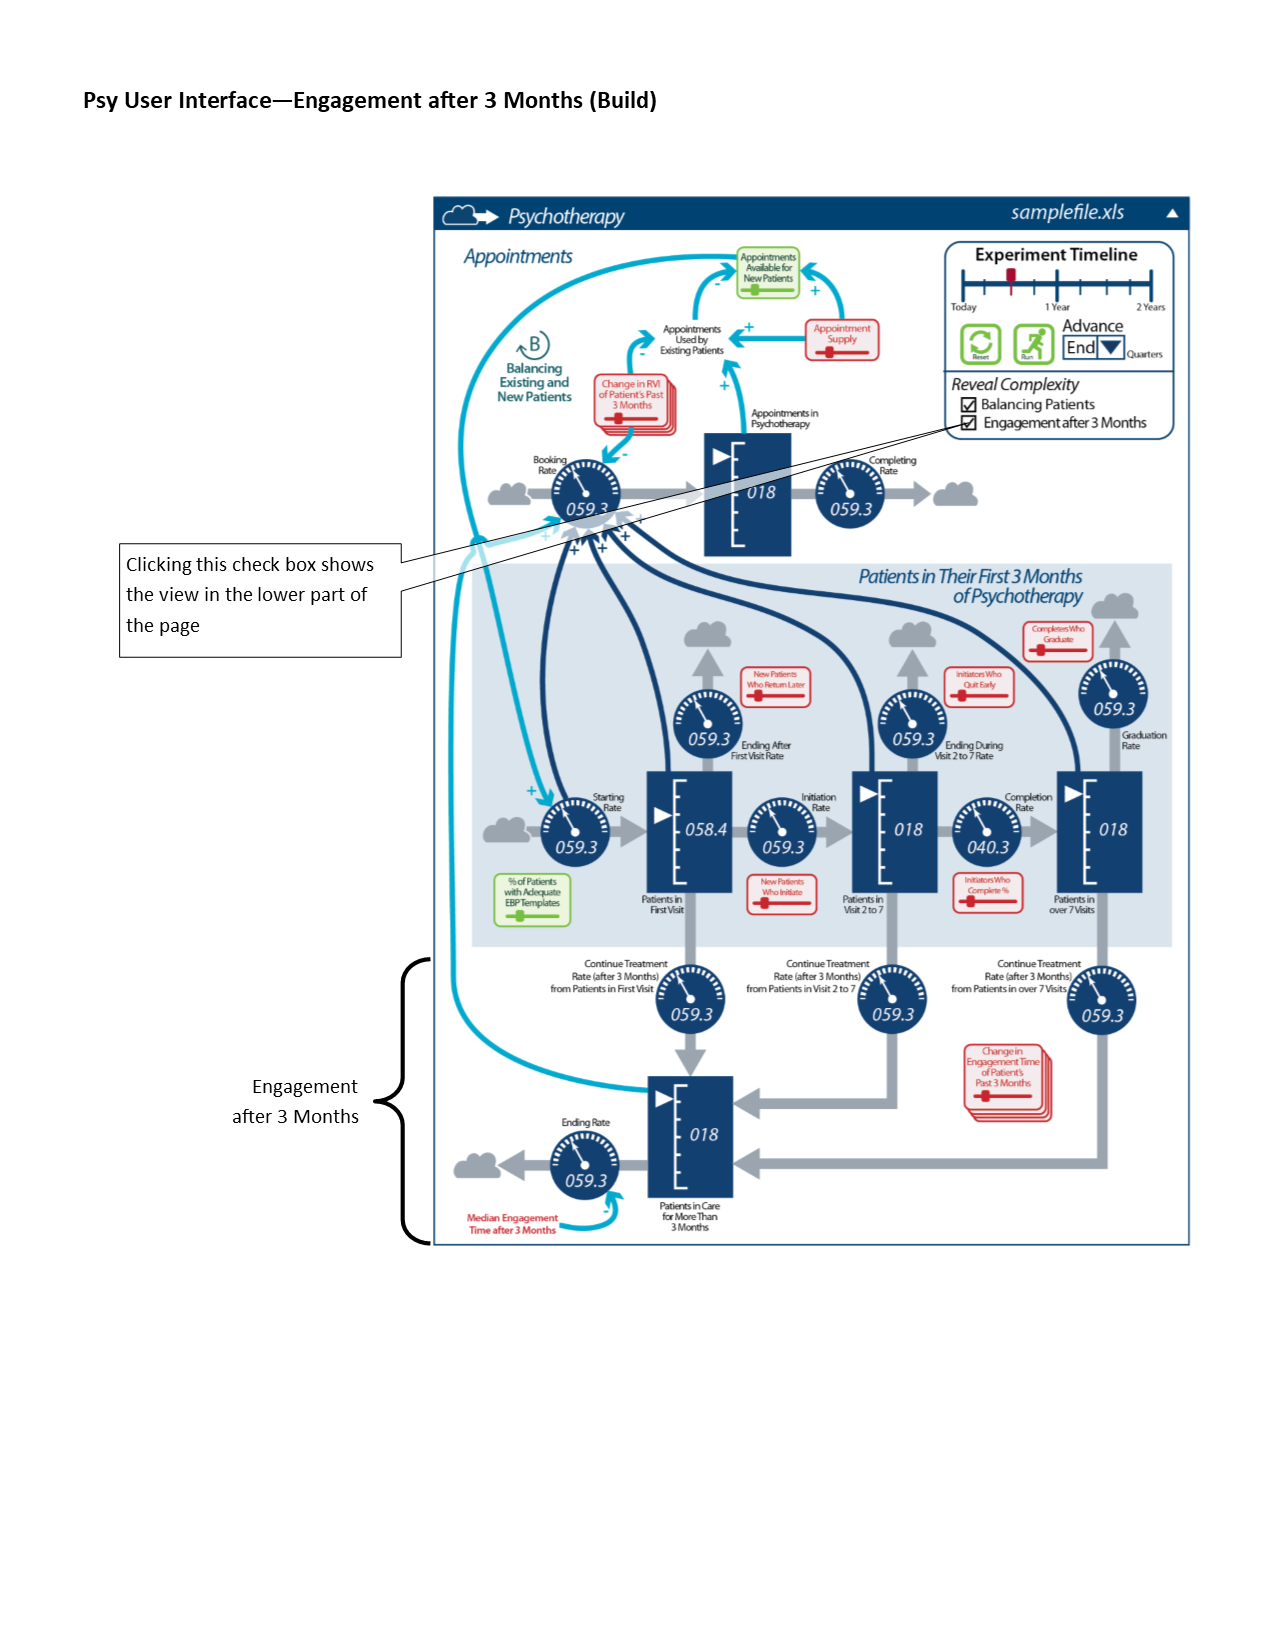 Psy User Interface—Engagement after 3 Months (Build)
Psychotherapy
samplefile.xls
Appointments
Appointments
Available for
New Patients
-
+
Experiment Timeline
Today
1 Year
2 Years
Reset
Run
Advance
End
Quarters
Reveal Complexity
Balancing Patients
Engagement after 3 Months
Appointments
Used by
Existing Patients
+
Appointment
Supply
B
Balancing
Existing and
New Patients
-
Change in RVI
of Patient's Past
3 Months
-
+
Appointments in
Psychotherapy
018
Booking
Rate
059.3
Completing
Rate
059.3
+
+
+
+
+
Clicking this check box shows
the view in the lower part of
the page
Patients in Their First 3 Months
of Psychotherapy
Completers Who
Graduate
New Patients
Who Return Later
Initiators Who
Quit Early
059.3
Ending After
First Visit Rate
059.3
Ending During
Visit 2 to 7 Rate
059.3
Graduation
Rate
+
Starting
Rate
059.3
058.4
Initiation
Rate
059.3
018
Completion
Rate
040.3
018
% of Patients
with Adequate
EBP Templates
Patients in
First Visit
New Patients
Who Initiate
Patients in
Visit 2 to 7
Initiators Who
Complete %
Patients in
over 7 Visits
Continue Treatment
Rate (after 3 Months)
from Patients in First Visit
059.3
Continue Treatment
Rate (after 3 Months)
from Patients in Visit 2 to 7
059.3
Continue Treatment
Rate (after 3 Months)
from Patients in over 7 Visits
059.3
Engagement
after 3 Months
Change in
Engagement Time
of Patient's
Past 3 Months
018
Ending Rate
059.3
-
Median Engagement
Time after 3 Months
Patients in Care
for More Than
3 Months